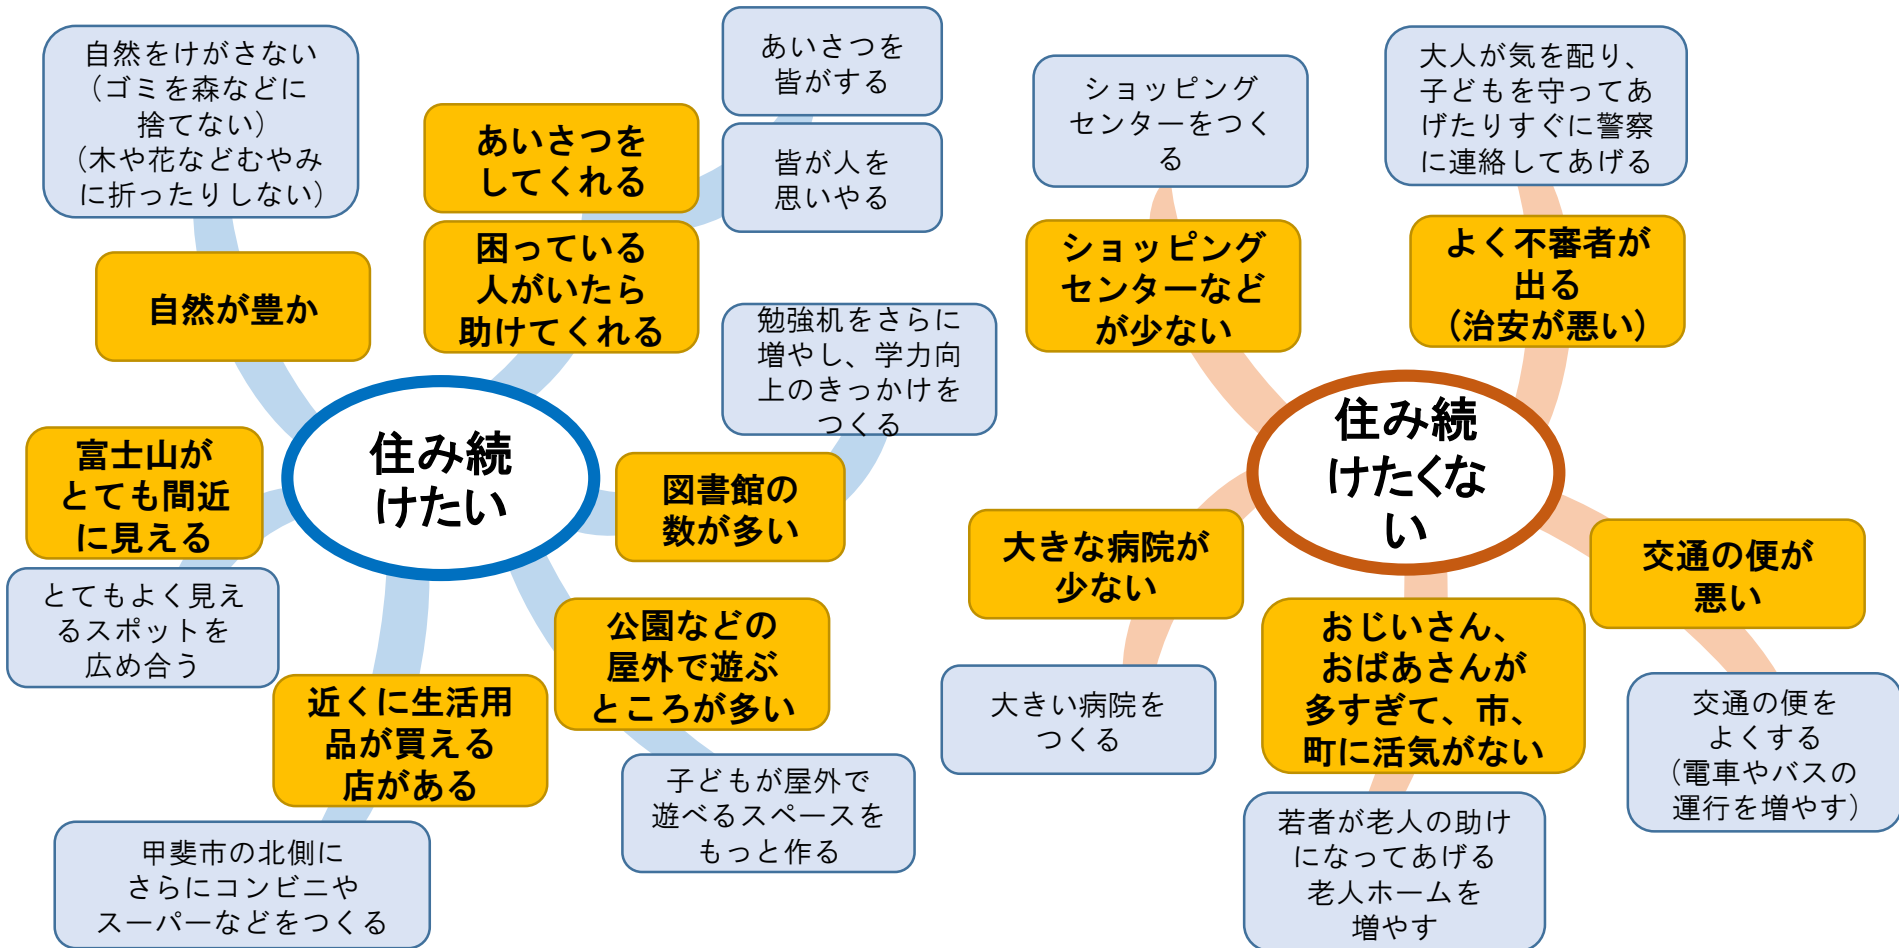 自然をけがさない
（ゴミを森などに
捨てない）
（木や花などむやみ
に折ったりしない）
自然が豊か
あいさつを
してくれる
困っている
人がいたら
助けてくれる
あいさつを
皆がする
皆が人を
思いやる
勉強机をさらに
増やし、学力向
上のきっかけを
つくる
図書館の
数が多い
住み続
けたい
富士山が
とても間近
に見える
とてもよく見え
るスポットを
広め合う
近くに生活用
品が買える
店がある
甲斐市の北側に
さらにコンビニや
スーパーなどをつくる
公園などの
屋外で遊ぶ
ところが多い
子どもが屋外で
遊べるスペースを
もっと作る
ショッピング
センターをつく
る
ショッピング
センターなど
が少ない
大人が気を配り、
子どもを守ってあ
げたりすぐに警察
に連絡してあげる
よく不審者が
出る
（治安が悪い）
住み続
けたくな
い
大きな病院が
少ない
大きい病院を
つくる
おじいさん、
おばあさんが
多すぎて、市、
町に活気がない
若者が老人の助け
になってあげる
老人ホームを
増やす
交通の便が
悪い
交通の便を
よくする
（電車やバスの
運行を増やす）